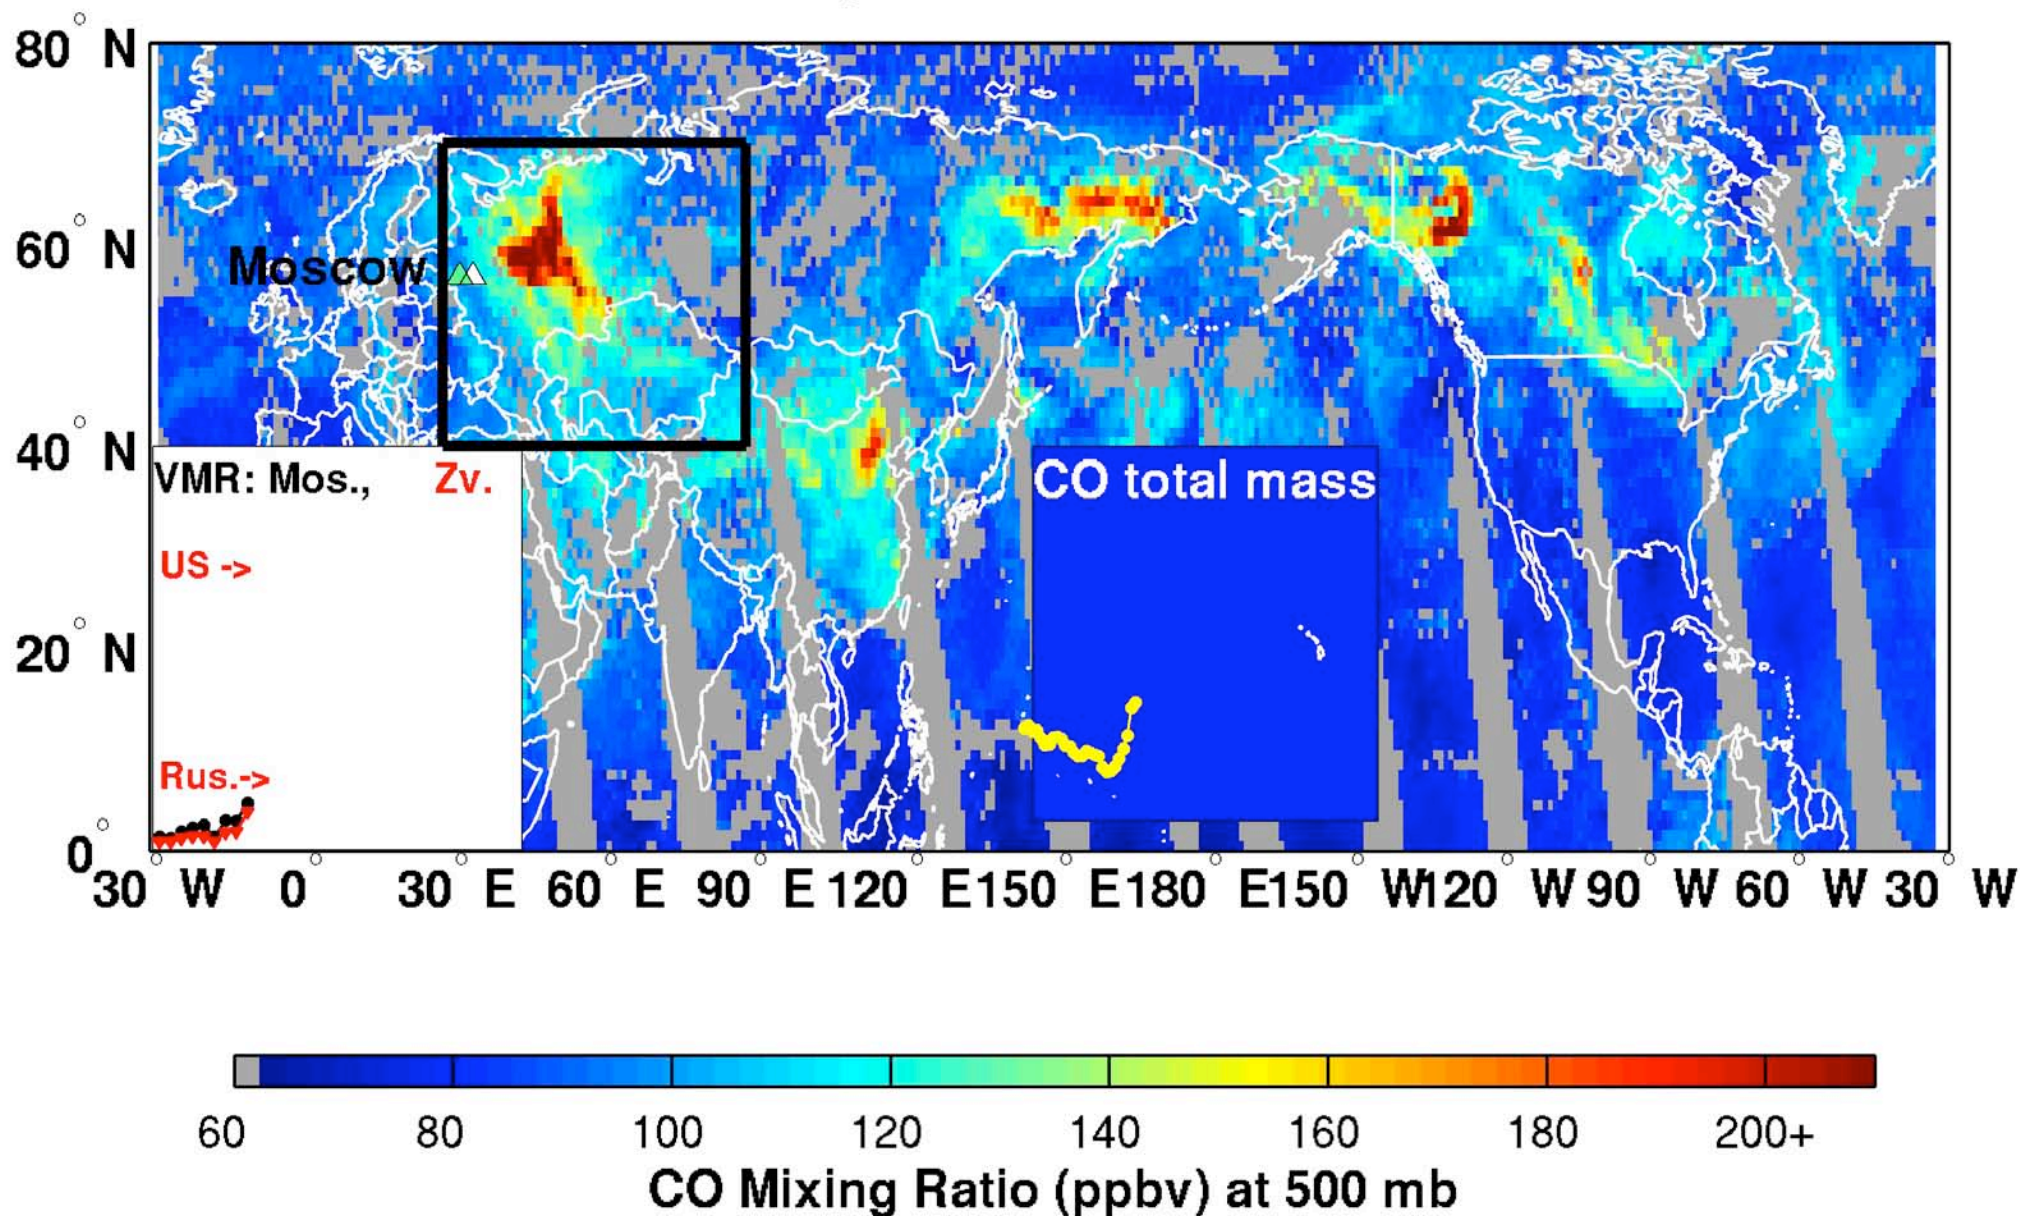 80° N
60° N
Moscow
40° N
VMR: Mos., Zv.
CO total mass
US ->
20° N
Rus.->
0°
30° W 0° 30° E 60° E 90° E 120° E 150° E 180° E 150° W 120° W 90° W 60° W 30° W
60 80 100 120 140 160 180 200+
CO Mixing Ratio (ppbv) at 500 mb